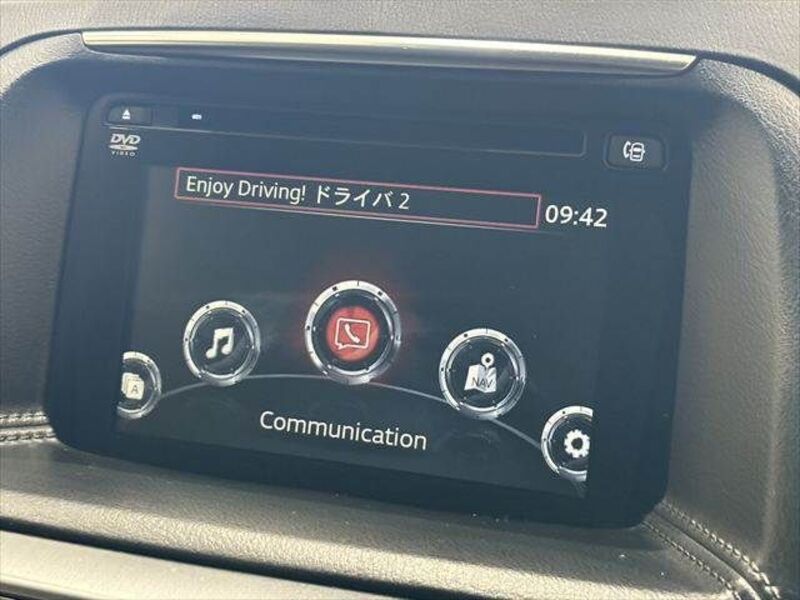 DVD
VIDEO
Enjoy Driving! ドライバ 2
09:42
A
NAV
Communication